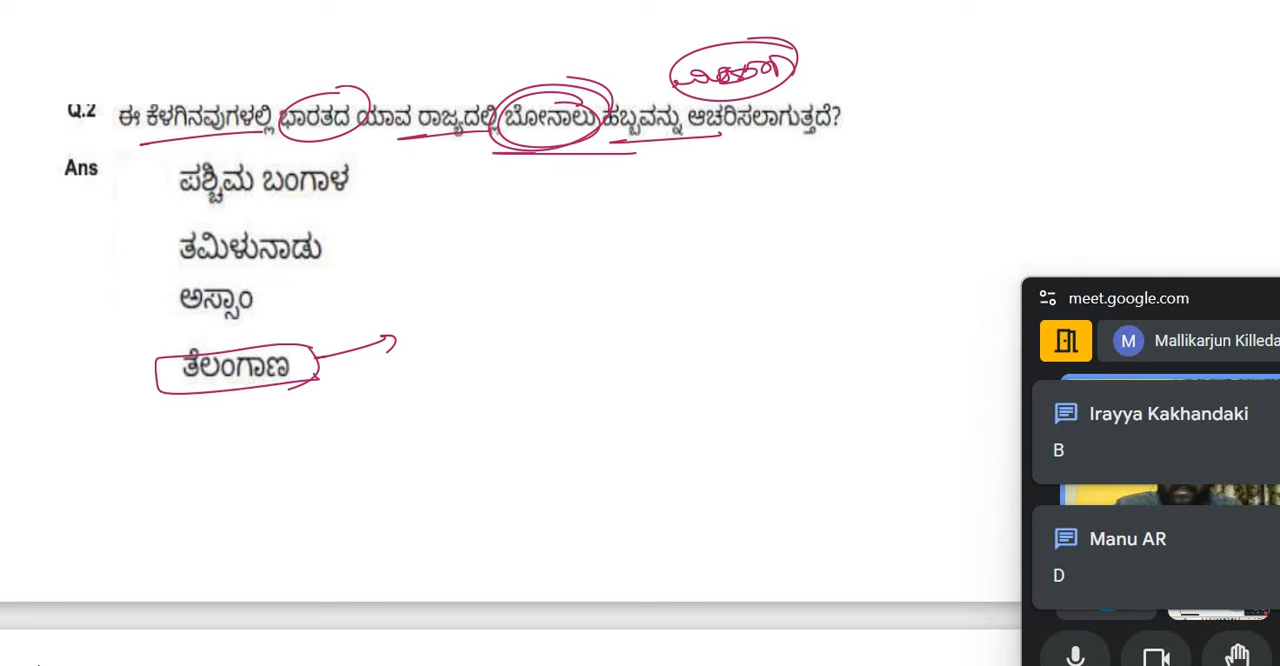 Q.2 ಈ ಕೆಳಗಿನವುಗಳಲ್ಲಿ ಭಾರತದ ಯಾವ ರಾಜ್ಯದಲ್ಲಿ ಬೋನಾಲು ಹಬ್ಬವನ್ನು ಆಚರಿಸಲಾಗುತ್ತದೆ?
Ans
ಪಶ್ಚಿಮ ಬಂಗಾಳ
ತಮಿಳುನಾಡು
ಅಸ್ಸಾಂ
ತೆಲಂಗಾಣ
meet.google.com
M Mallikarjun Killeda
Irayya Kakhandaki
B
Manu AR
D